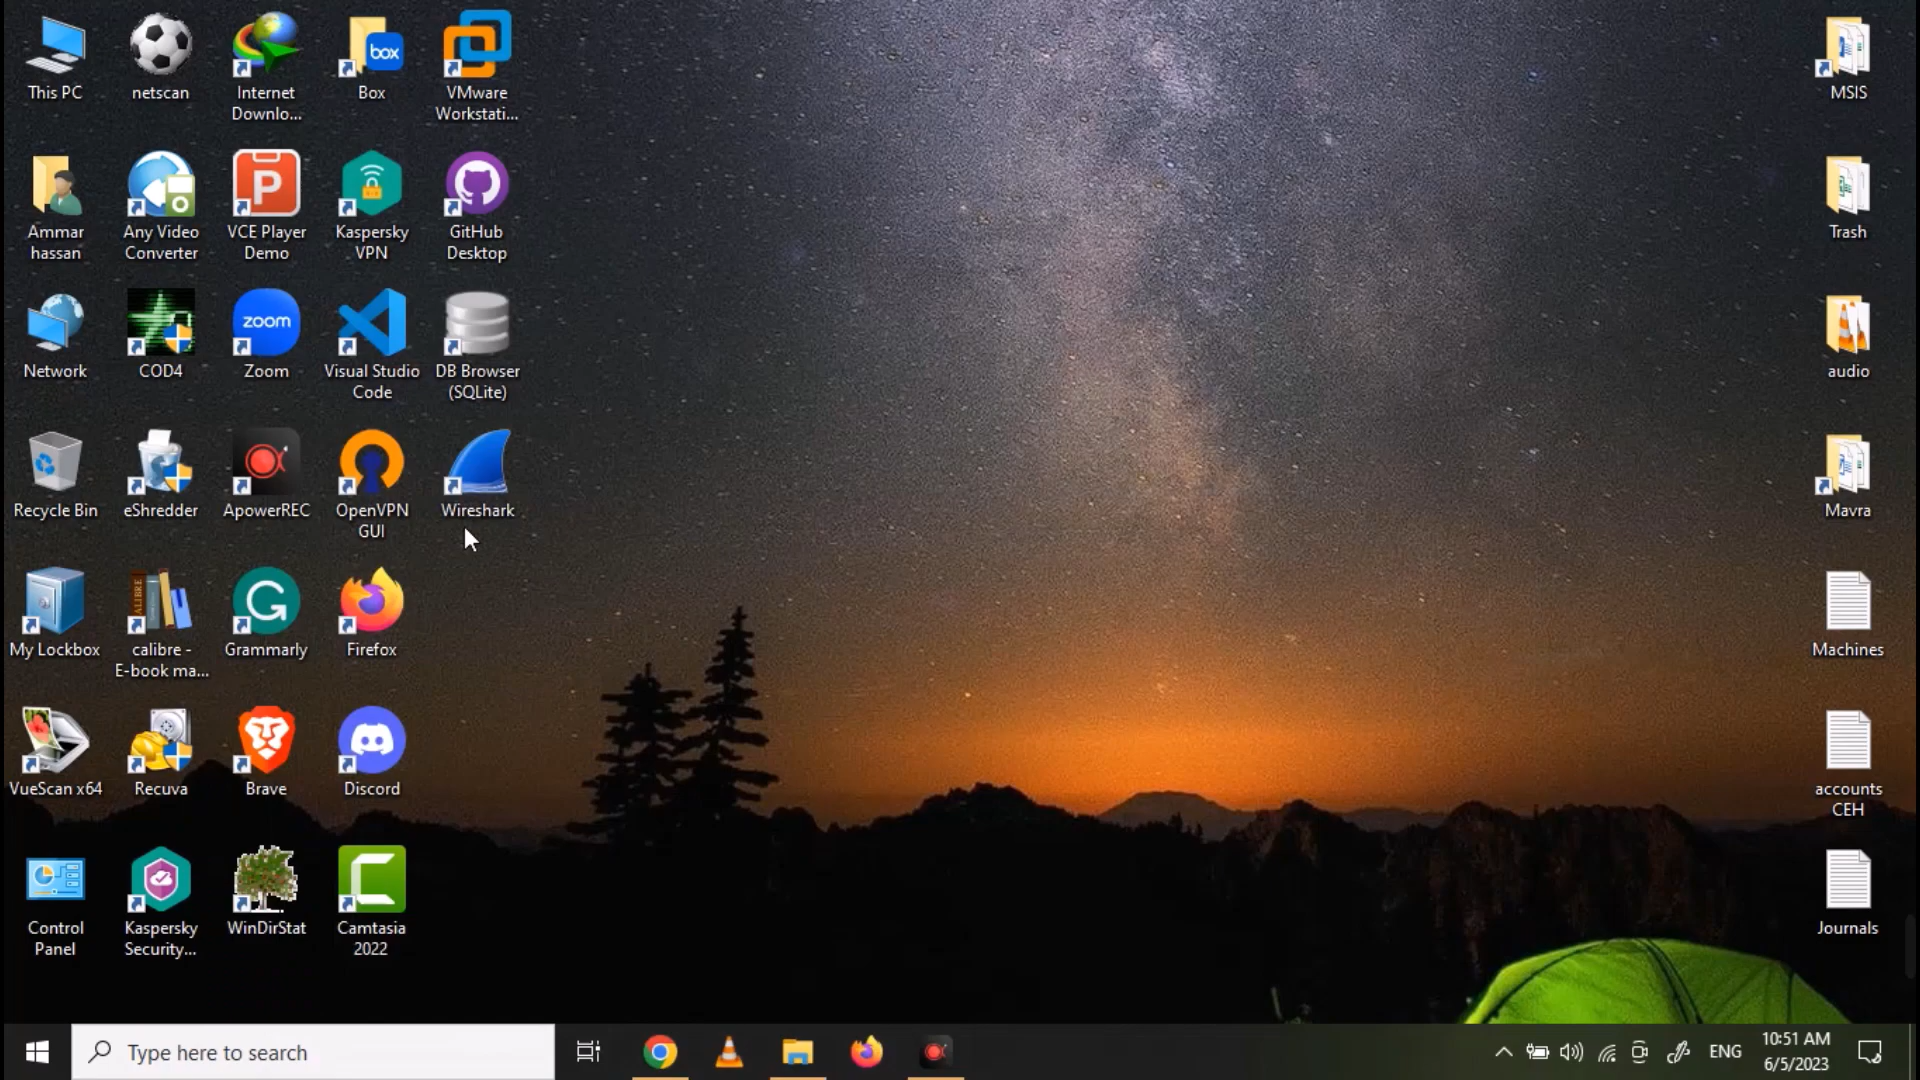 This PC
netscan
Internet
Downlo...
Box
box
VMware
Workstati...
MSIS
Ammar
hassan
Any Video
Converter
P
VCE Player
Demo
Kaspersky
VPN
GitHub
Desktop
Trash
Network
COD4
zoom
Zoom
Visual Studio
Code
DB Browser
(SQLite)
audio
Recycle Bin
eShredder
ApowerREC
OpenVPN
GUI
Wireshark
Mavra
My Lockbox
CALIBRE
calibre -
E-book ma...
G
Grammarly
Firefox
Machines
VueScan x64
Recuva
Brave
Discord
accounts
CEH
Control
Panel
Kaspersky
Security...
WinDirStat
C
Camtasia
2022
Journals
Type here to search
ENG
10:51 AM
6/5/2023